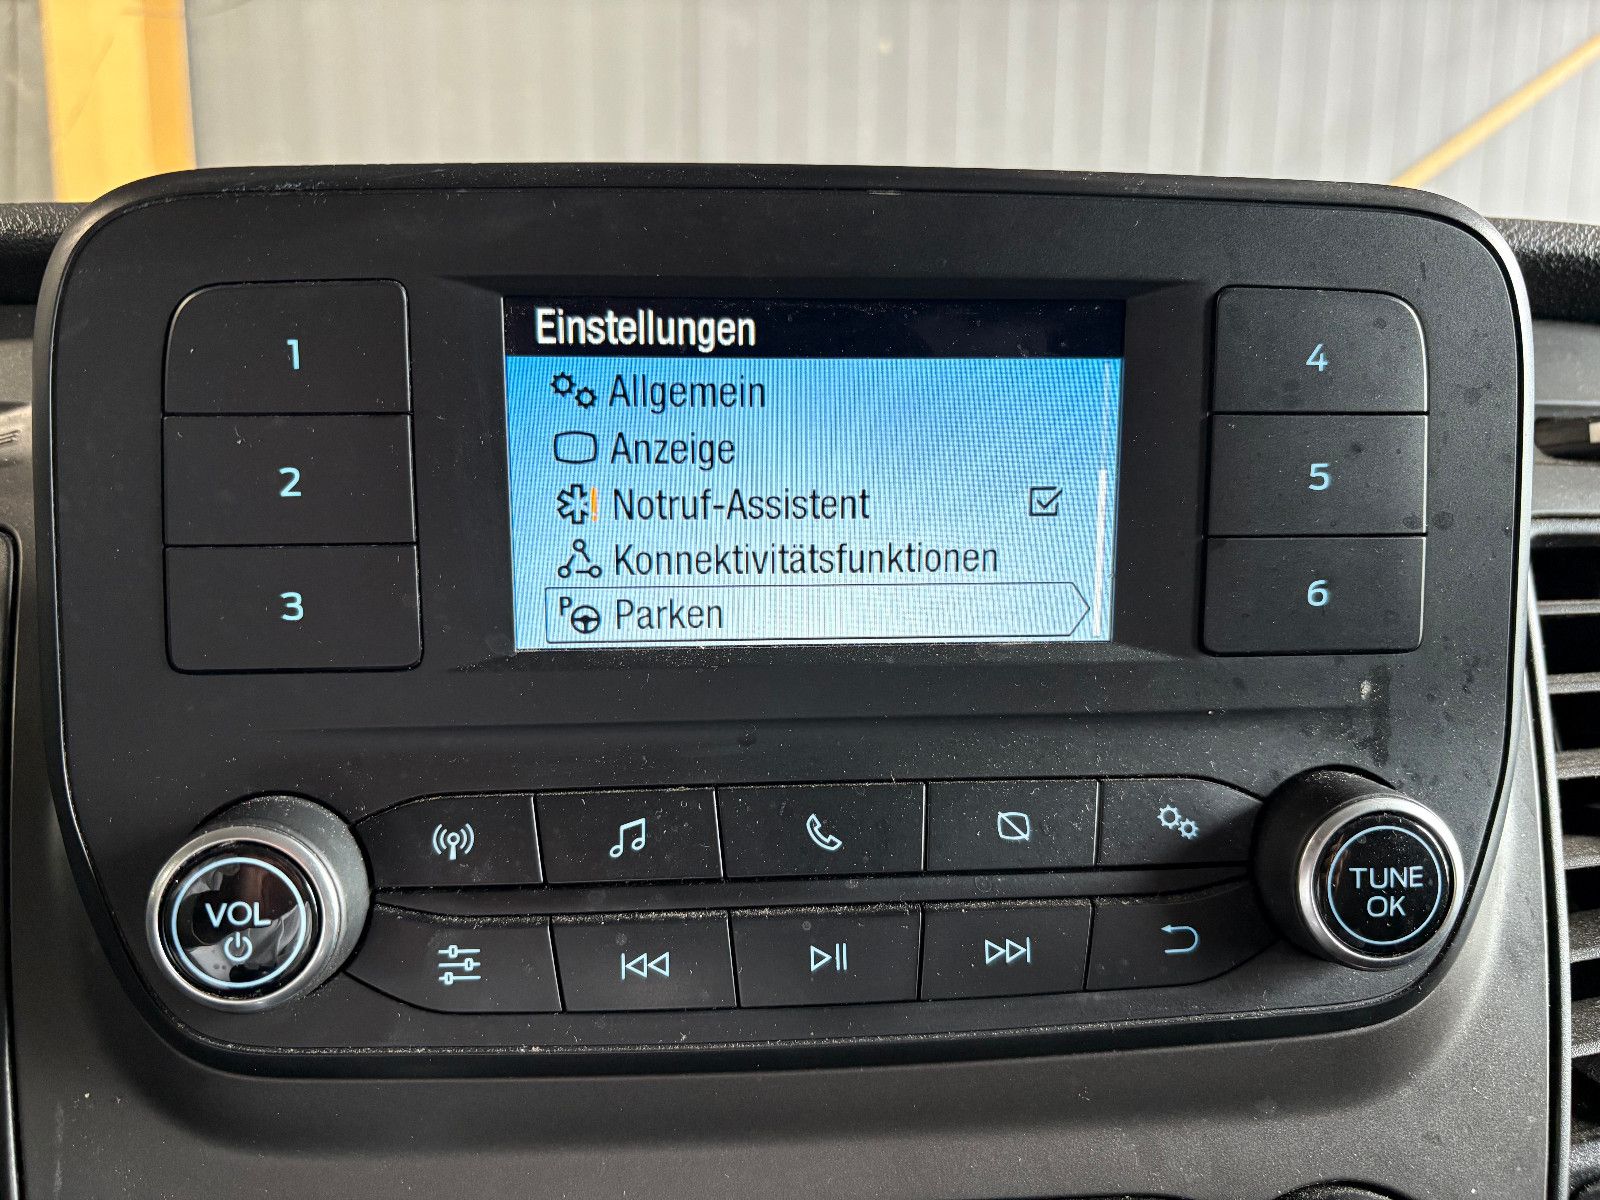 Einstellungen
Allgemein
Anzeige
Notruf-Assistent
Konnektivitätsfunktionen
P Parken
1
2
3
4
5
6
VOL
TUNE
OK